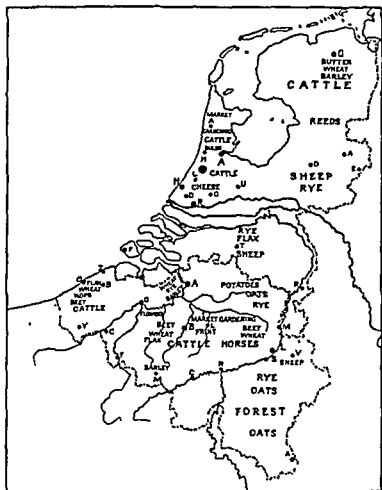 G
BUTTER
WHEAT
BARLEY
CATTLE
REEDS
MARKET
A
GARDENING
CATTLE
BULBS
H
A
L
CATTLE
H
CHEESE
D
G
U
R
D
A
E
SHEEP
RYE
RYE
FLAX
T
SHEEP
F
Z
O
FLAX
B
WHEAT
HOPS
BEET
CATTLE
Y
C
A
POTATOES
OATS
RYE
G
FLOWERS
BEET
WHEAT
FLAX
B
MARKET GARDENING
FRUIT
BEET
WHEAT
CATTLE HORSES
M
T
BARLEY
M
C
N
L
S
V
SHEEP
RYE
OATS
FOREST
OATS
A